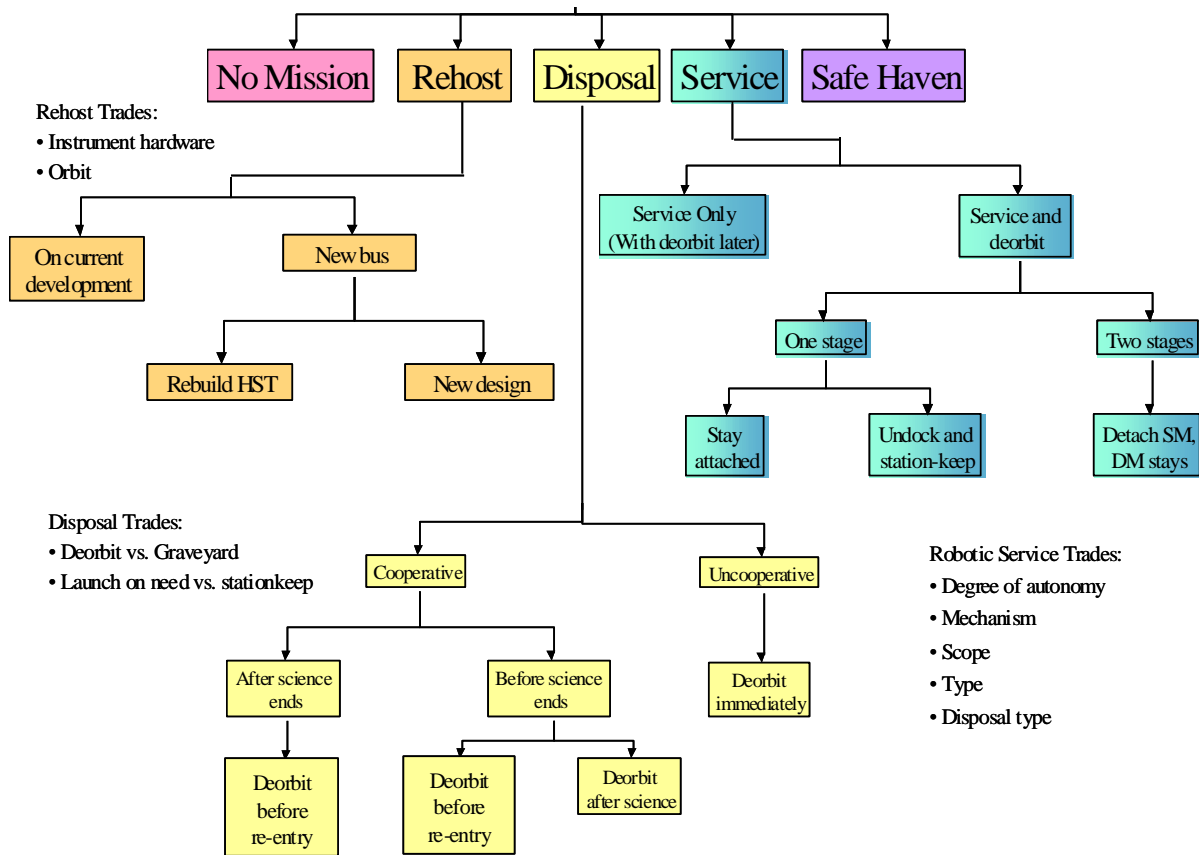 No Mission
Rehost
Disposal
Service
Safe Haven
Rehost Trades:
• Instrument hardware
• Orbit
On current
development
New bus
Rebuild HST
New design
Service Only
(With deorbit later)
Service and
deorbit
One stage
Two stages
Stay
attached
Undock and
station-keep
Detach SM,
DM stays
Disposal Trades:
• Deorbit vs. Graveyard
• Launch on need vs. stationkeep
Cooperative
Uncooperative
After science
ends
Before science
ends
Deorbit
immediately
Deorbit
before
re-entry
Deorbit
before
re-entry
Deorbit
after science
Robotic Service Trades:
• Degree of autonomy
• Mechanism
• Scope
• Type
• Disposal type